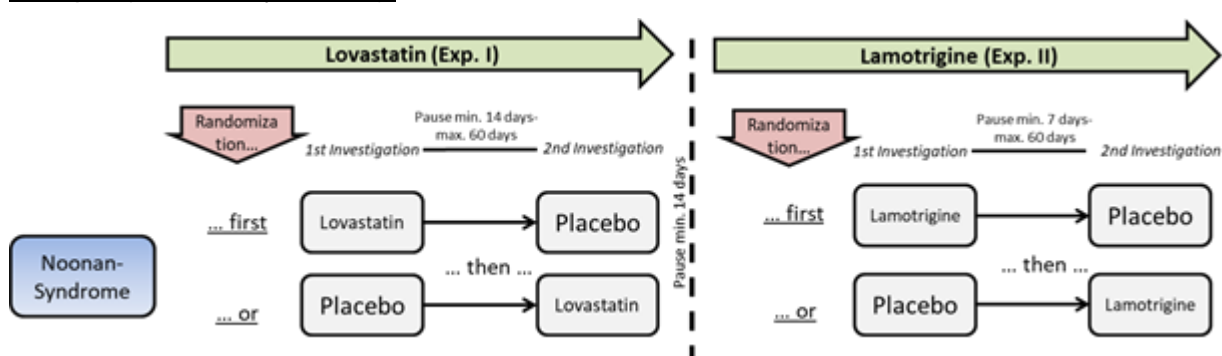 Lovastatin (Exp. I)
Randomiza
tion...
Pause min. 14 days-
max. 60 days
1st Investigation
2nd Investigation
... first
Lovastatin
Placebo
... then ...
... or
Placebo
Lovastatin
Noonan-
Syndrome
Pause min. 14 days
Lamotrigine (Exp. II)
Randomiza
tion...
Pause min. 7 days-
max. 60 days
1st Investigation
2nd Investigation
... first
Lamotrigine
Placebo
... then ...
... or
Placebo
Lamotrigine